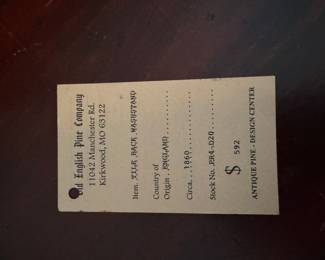 Old English Pine Company
11042 Manchester Rd.
Kirkwood, MO 63122
Item. TILE BACK WASHSTAND
Country of
Origin. ENGLAND..........
Circa.. 1860............
Stock No. PR4-D20........
$ 592
ANTIQUE PINE - DESIGN CENTER